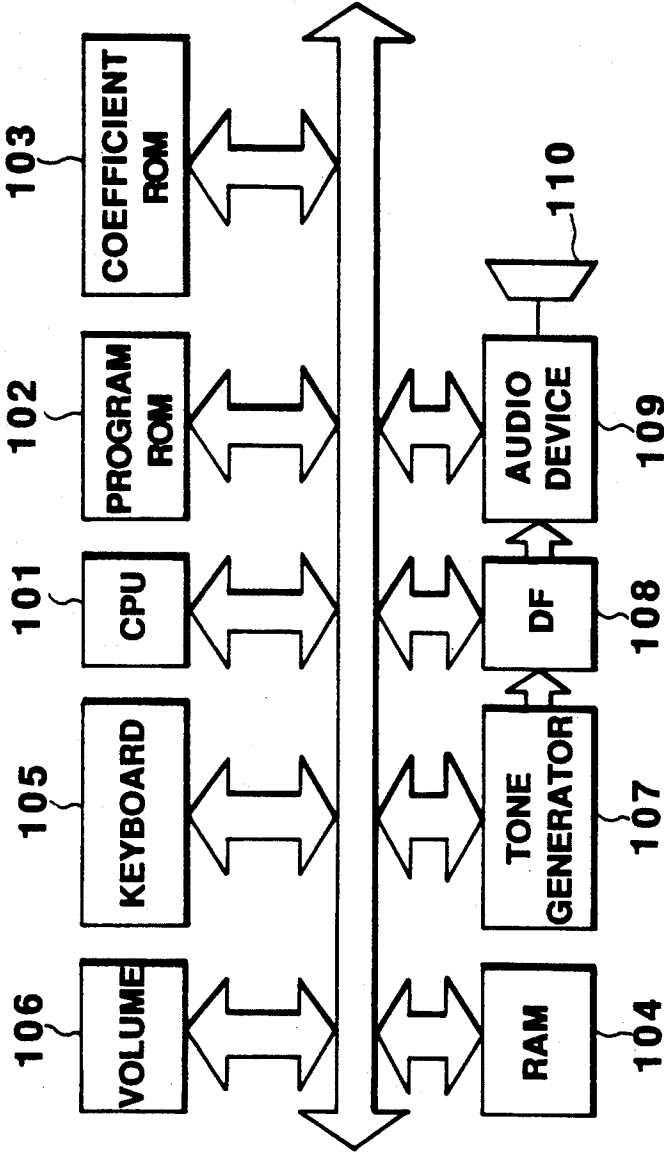 106
105
101
102
103
VOLUME
KEYBOARD
CPU
PROGRAM
ROM
COEFFICIENT
ROM
RAM
TONE
GENERATOR
DF
AUDIO
DEVICE
104
107
108
109
110